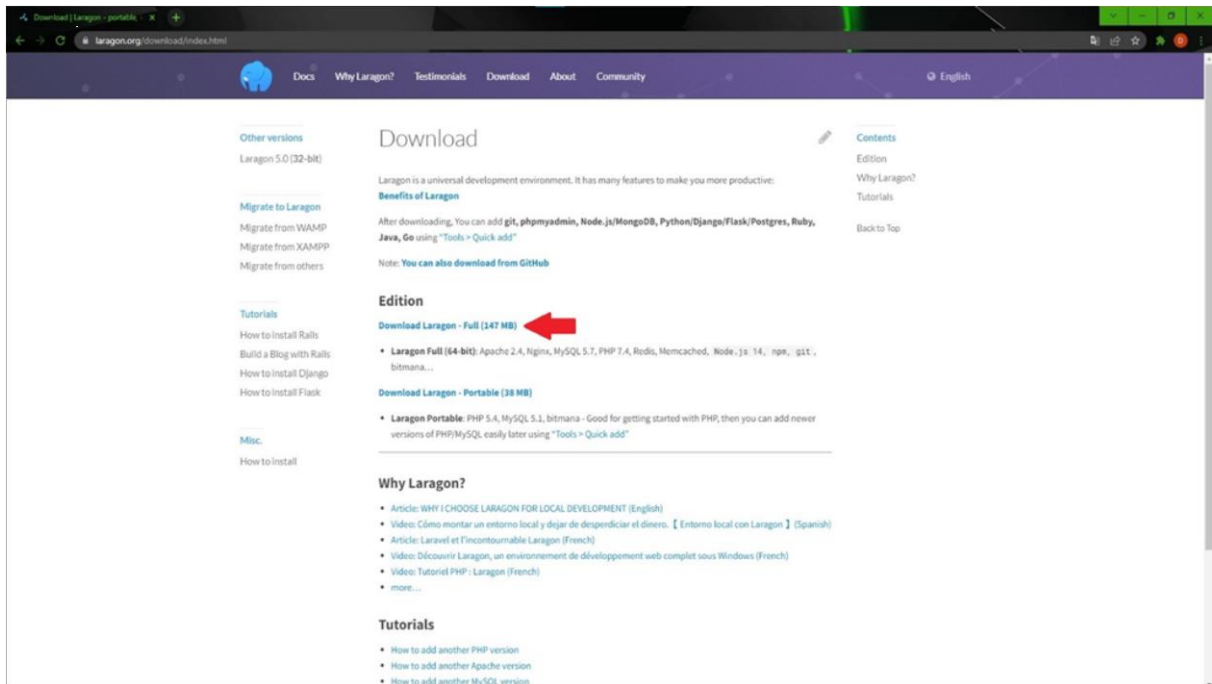 Download | Laragon - portable,
laragon.org/download/index.html
Docs Why Laragon? Testimonials Download About Community English
Other versions
Laragon 5.0 (32-bit)
Migrate to Laragon
Migrate from WAMP
Migrate from XAMPP
Migrate from others
Tutorials
How to install Rails
Build a Blog with Rails
How to install Django
How to install Flask
Misc.
How to install
Download
Laragon is a universal development environment. It has many features to make you more productive:
Benefits of Laragon
After downloading, You can add git, phpmyadmin, Node.js/MongoDB, Python/Django/Flask/Postgres, Ruby,
Java, Go using "Tools > Quick add"
Note: You can also download from GitHub
Edition
Download Laragon - Full (147 MB)
• Laragon Full (64-bit): Apache 2.4, Nginx, MySQL 5.7, PHP 7.4, Redis, Memcached, Node.js 14, npm, git,
bitmana…
Download Laragon - Portable (38 MB)
• Laragon Portable: PHP 5.4, MySQL 5.1, bitmana - Good for getting started with PHP, then you can add newer
versions of PHP/MySQL easily later using "Tools > Quick add"
Why Laragon?
• Article: WHY I CHOOSE LARAGON FOR LOCAL DEVELOPMENT (English)
• Video: Cómo montar un entorno local y dejar de desperdiciar el dinero.【 Entorno local con Laragon 】(Spanish)
• Article: Laravel et l'incontournable Laragon (French)
• Video: Découvrir Laragon, un environnement de développement web complet sous Windows (French)
• Video: Tutoriel PHP : Laragon (French)
• more…
Tutorials
• How to add another PHP version
• How to add another Apache version
• How to add another MySQL version
Contents
Edition
Why Laragon?
Tutorials
Back to Top